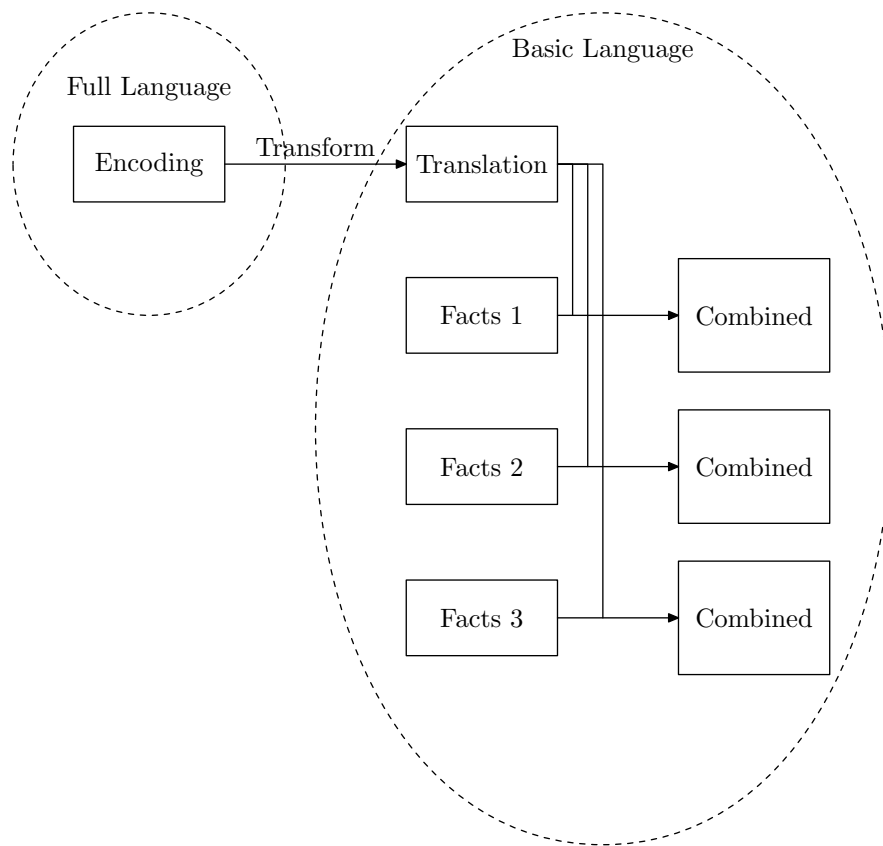 Basic Language
Full Language
Transform
Encoding
Translation
Facts 1
Combined
Facts 2
Combined
Facts 3
Combined